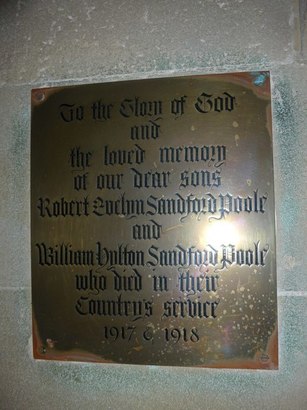 To the Glory of God
and
the loved memory
of our dear sons
Robert Evelyn Sandford Poole
and
William Hylton Sandford Poole
who died in their
Country's service
1917 & 1918